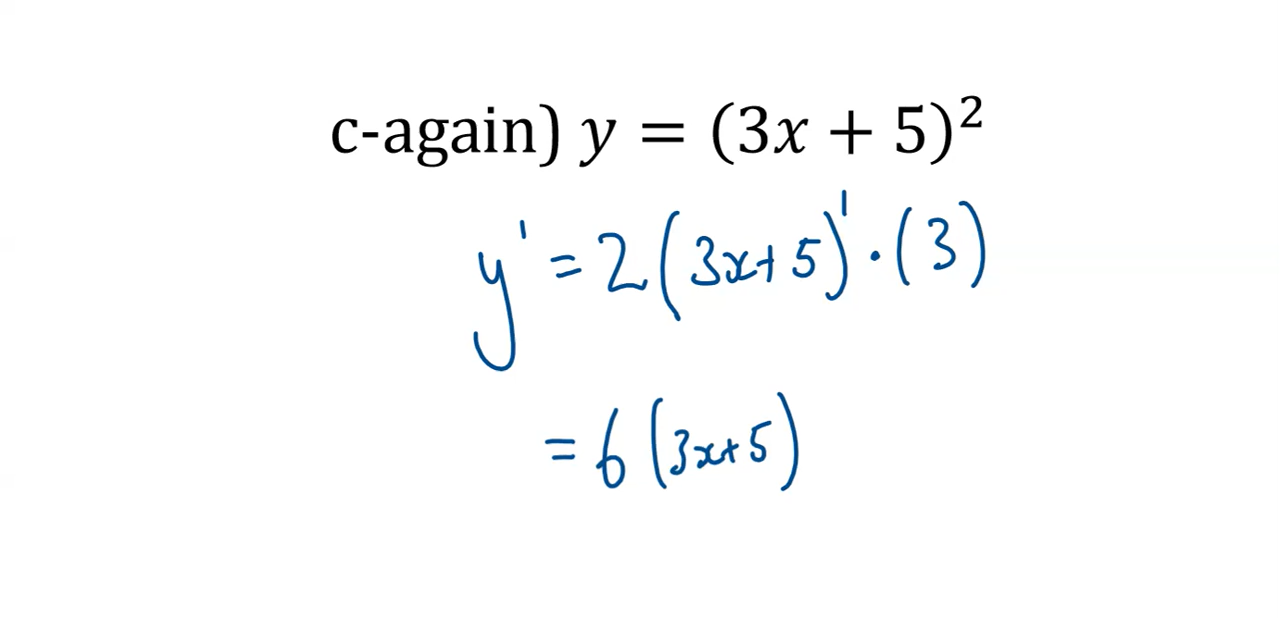 c-again) y = (3x + 5)²
y' = 2(3x+5)¹ · (3)
= 6(3x+5)